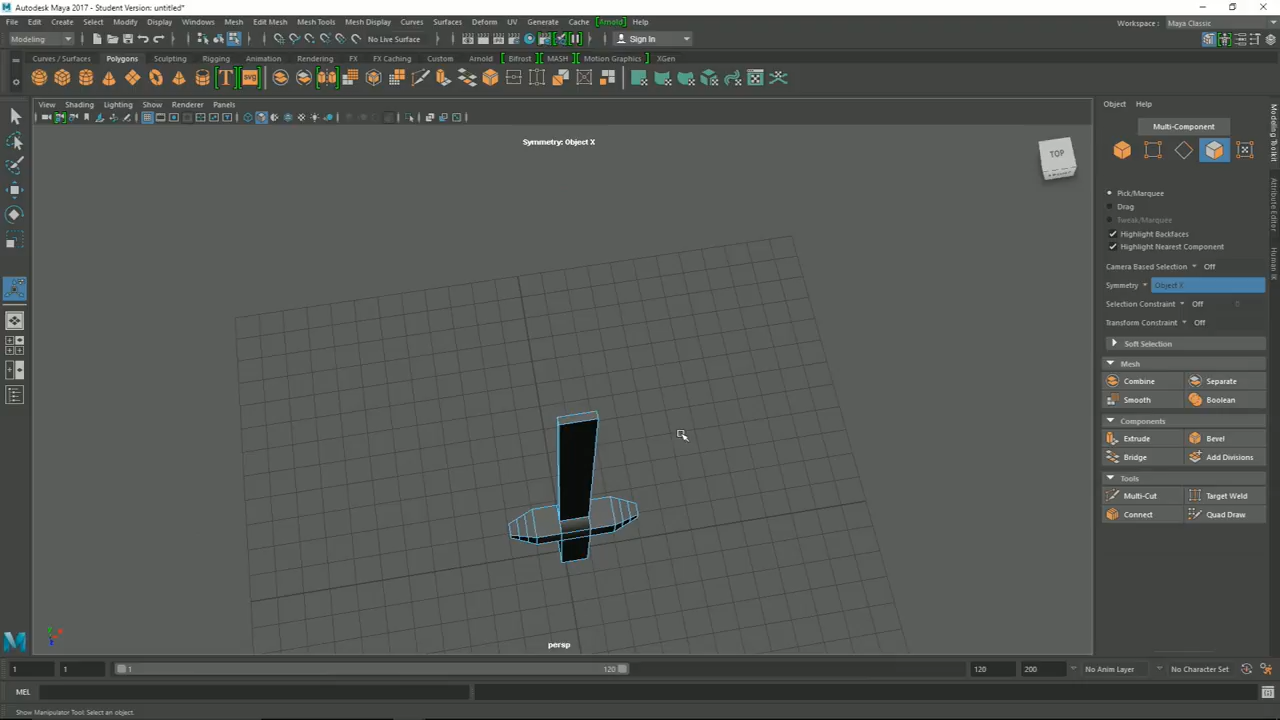 Autodesk Maya 2017 - Student Version: untitled*
File Edit Create Select Modify Display Windows Mesh Edit Mesh Mesh Tools Mesh Display Curves Surfaces Deform UV Generate Cache [Arnold] Help
Workspace : Maya Classic
Modeling No Live Surface Sign In
Curves / Surfaces Polygons Sculpting Rigging Animation Rendering FX FX Caching Custom Arnold Bifrost MASH Motion Graphics XGen
T SVG
View Shading Lighting Show Renderer Panels
Object Help
Symmetry: Object X
TOP
Multi-Component
Pick/Marquee
Drag
Tweak/Marquee
Highlight Backfaces
Highlight Nearest Component
Camera Based Selection Off
Symmetry Object X
Selection Constraint Off
Transform Constraint Off
Soft Selection
Mesh
Combine Separate
Smooth Boolean
Components
Extrude Bevel
Bridge Add Divisions
Tools
Multi-Cut Target Weld
Connect Quad Draw
Modeling Toolkit
Attribute Editor
persp
1 1 1 120 120 200 No Anim Layer No Character Set
MEL
Show Manipulator Tool: Select an object.